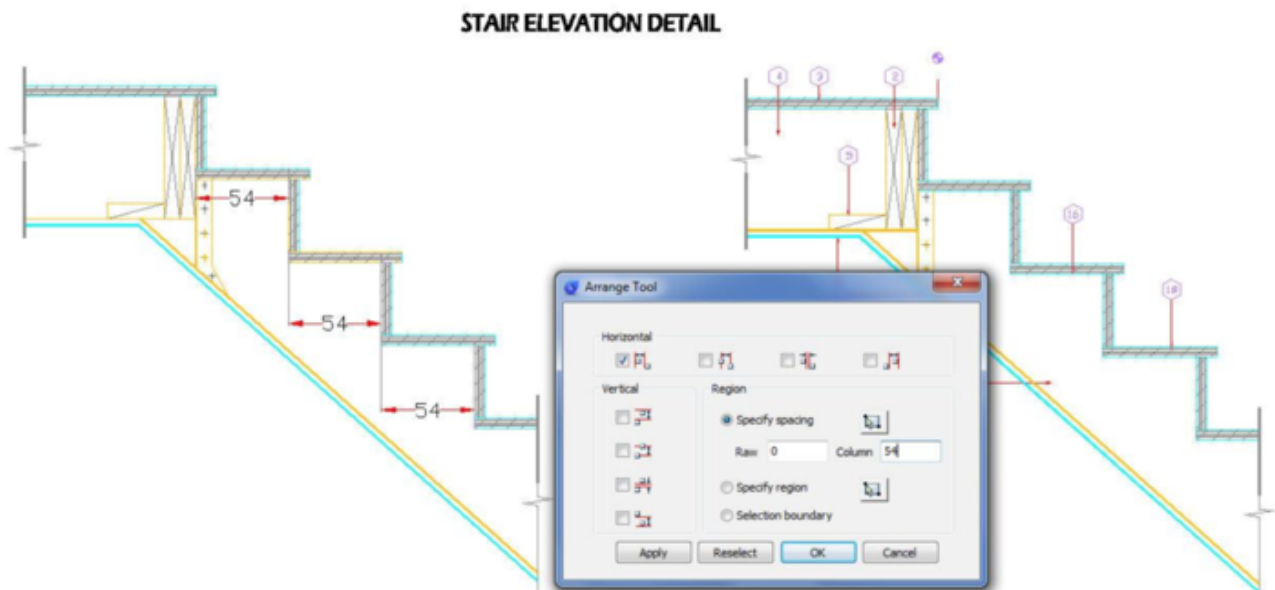 STAIR ELEVATION DETAIL
4 3 2
9
54
16
54
18
54
Arrange Tool
Horizontal
Vertical
Region
Specify spacing
Raw 0 Column 54
Specify region
Selection boundary
Apply Reselect OK Cancel